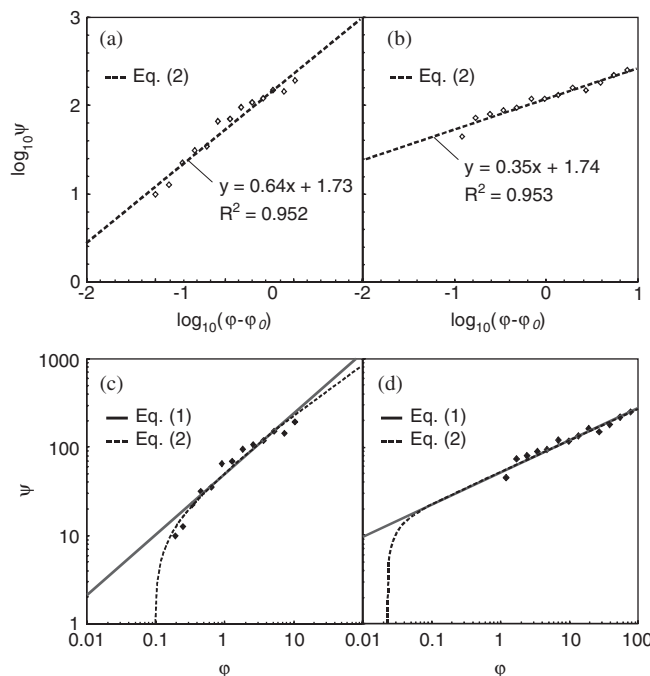 3
2
1
0
log10ψ
(a)
Eq. (2)
y = 0.64x + 1.73
R2 = 0.952
(b)
Eq. (2)
y = 0.35x + 1.74
R2 = 0.953
-2 -1 0 -2 -1 0 1
log10(φ-φ0) log10(φ-φ0)
1000
100
10
1
ψ
(c)
Eq. (1)
Eq. (2)
(d)
Eq. (1)
Eq. (2)
0.01 0.1 1 10 0.01 0.1 1 10 100
φ φ